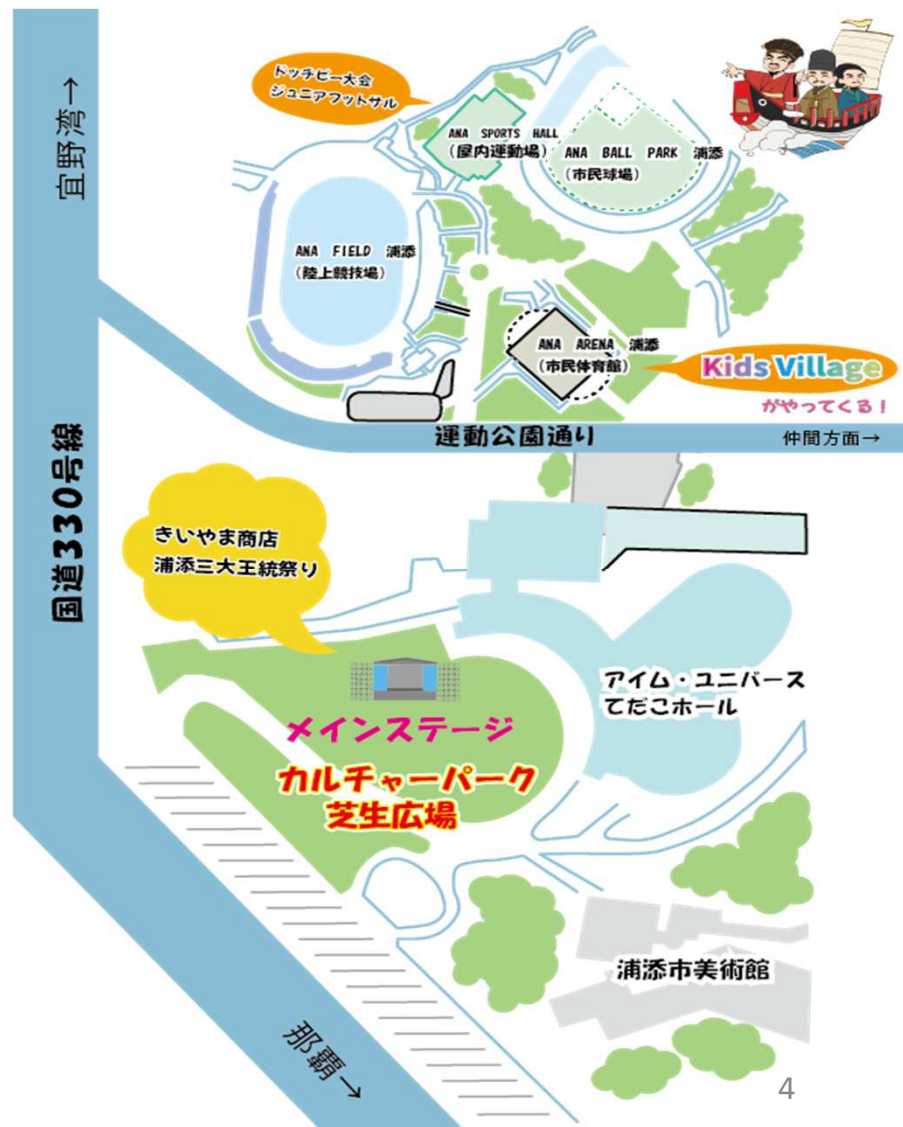 宜野湾→
ドッチビー大会
ジュニアフットサル
ANA SPORTS HALL
(屋内運動場)
ANA BALL PARK 浦添
(市民球場)
ANA FIELD 浦添
(陸上競技場)
ANA ARENA 浦添
(市民体育館)
Kids Village
がやってくる!
運動公園通り
仲間方面→
国道330号線
きいやま商店
浦添三大王統祭り
アイム・ユニバース
てだこホール
メインステージ
カルチャーパーク
芝生広場
浦添市美術館
那覇→
4